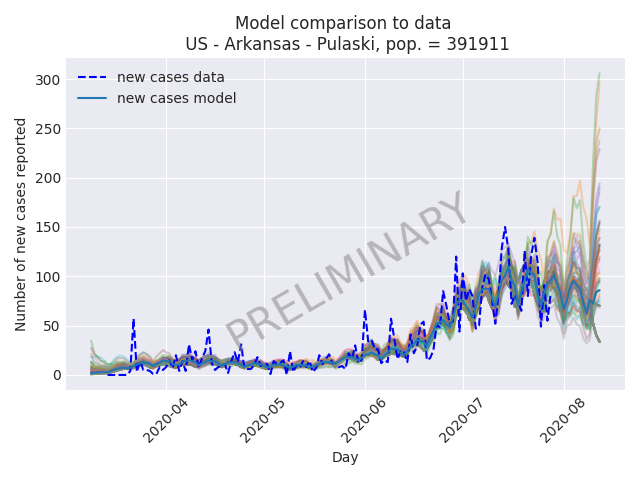 Model comparison to data
US - Arkansas - Pulaski, pop. = 391911
new cases data
new cases model
PRELIMINARY
Number of new cases reported
300
250
200
150
100
50
0
2020-04
2020-05
2020-06
2020-07
2020-08
Day